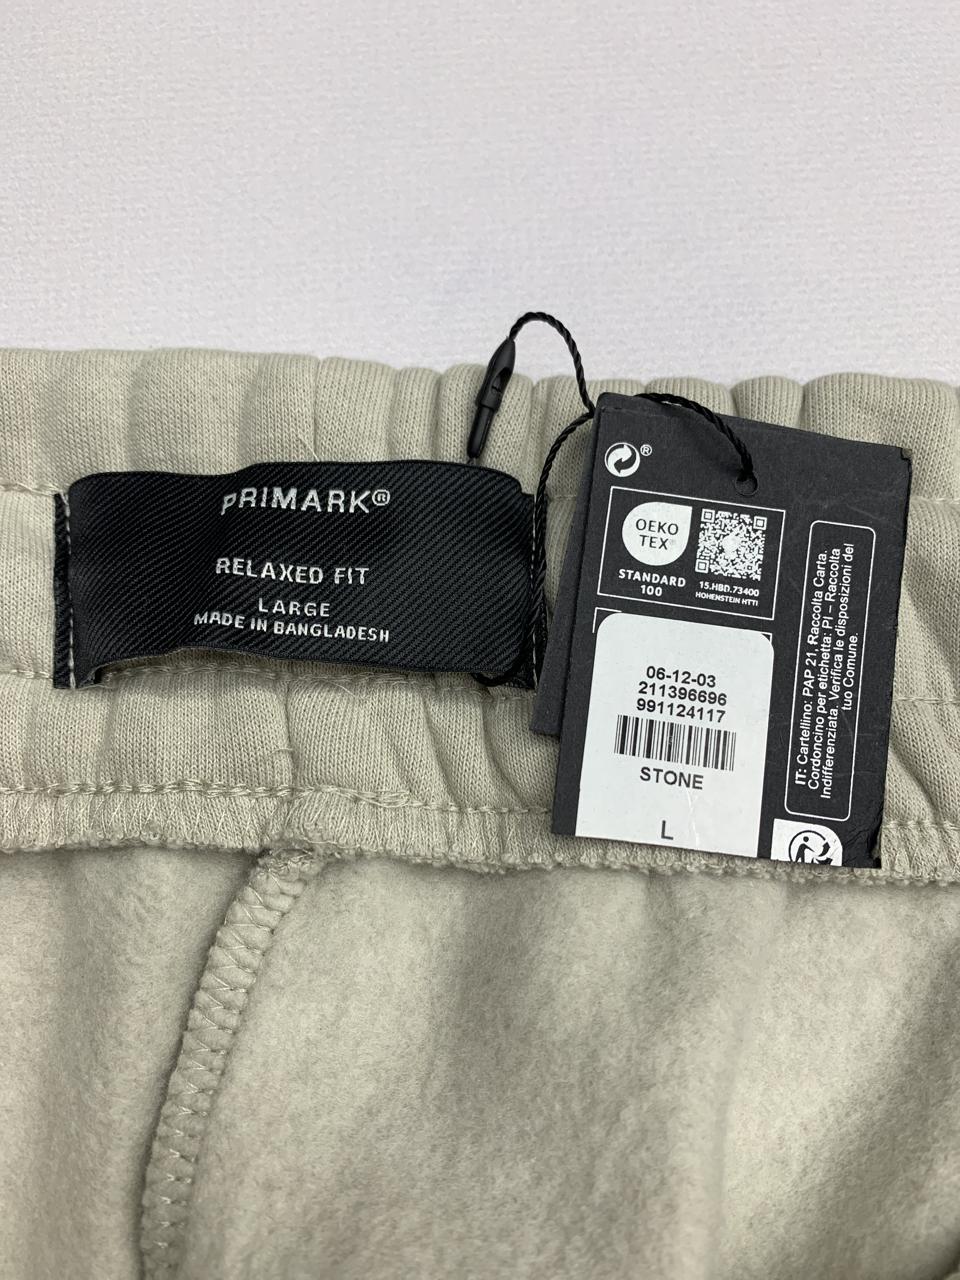 PRIMARK®
RELAXED FIT
LARGE
MADE IN BANGLADESH
®
OEKO
TEX®
STANDARD
100
15.HBD.73400
HOHENSTEIN HTTI
06-12-03
211396696
991124117
STONE
L
IT: Cartellino: PAP 21, Raccolta Carta.
Cordoncino per etichetta: PI – Raccolta
Indifferenziata. Verifica le disposizioni del
tuo Comune.